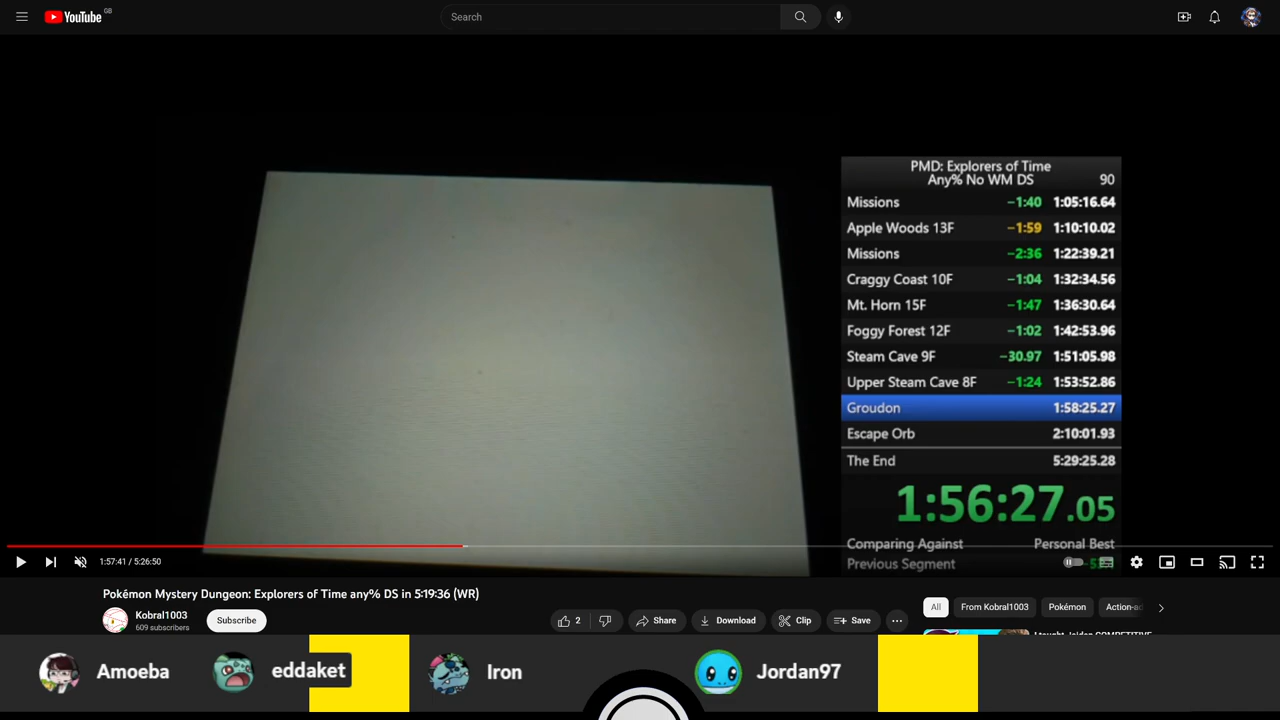 YouTube GB
Search
PMD: Explorers of Time
Any% No WM DS 90
Missions −1:40 1:05:16.64
Apple Woods 13F −1:59 1:10:10.02
Missions −2:36 1:22:39.21
Craggy Coast 10F −1:04 1:32:34.56
Mt. Horn 15F −1:47 1:36:30.64
Foggy Forest 12F −1:02 1:42:53.96
Steam Cave 9F −30.97 1:51:05.98
Upper Steam Cave 8F −1:24 1:53:52.86
Groudon 1:58:25.27
Escape Orb 2:10:01.93
The End 5:29:25.28
1:56:27.05
Comparing Against Personal Best
Previous Segment
1:57:41 / 5:26:50
Pokémon Mystery Dungeon: Explorers of Time any% DS in 5:19:36 (WR)
Kobral1003
609 subscribers
Subscribe
2
Share
Download
Clip
Save
All
From Kobral1003
Pokémon
Amoeba
eddaket
Iron
Jordan97